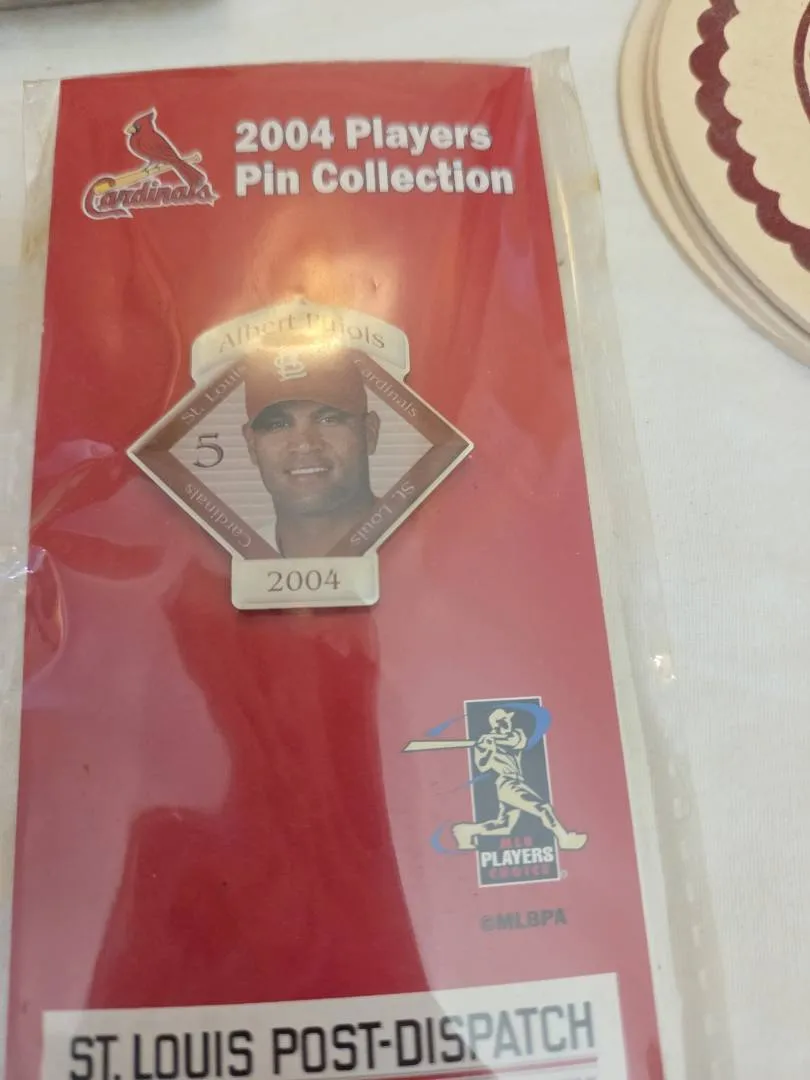 2004 Players
Pin Collection
Cardinals
Albert Pujols
St. Louis
Cardinals
5
Cardinals
St. Louis
2004
MLB
PLAYERS
CHOICE
©MLBPA
ST. LOUIS POST-DISPATCH